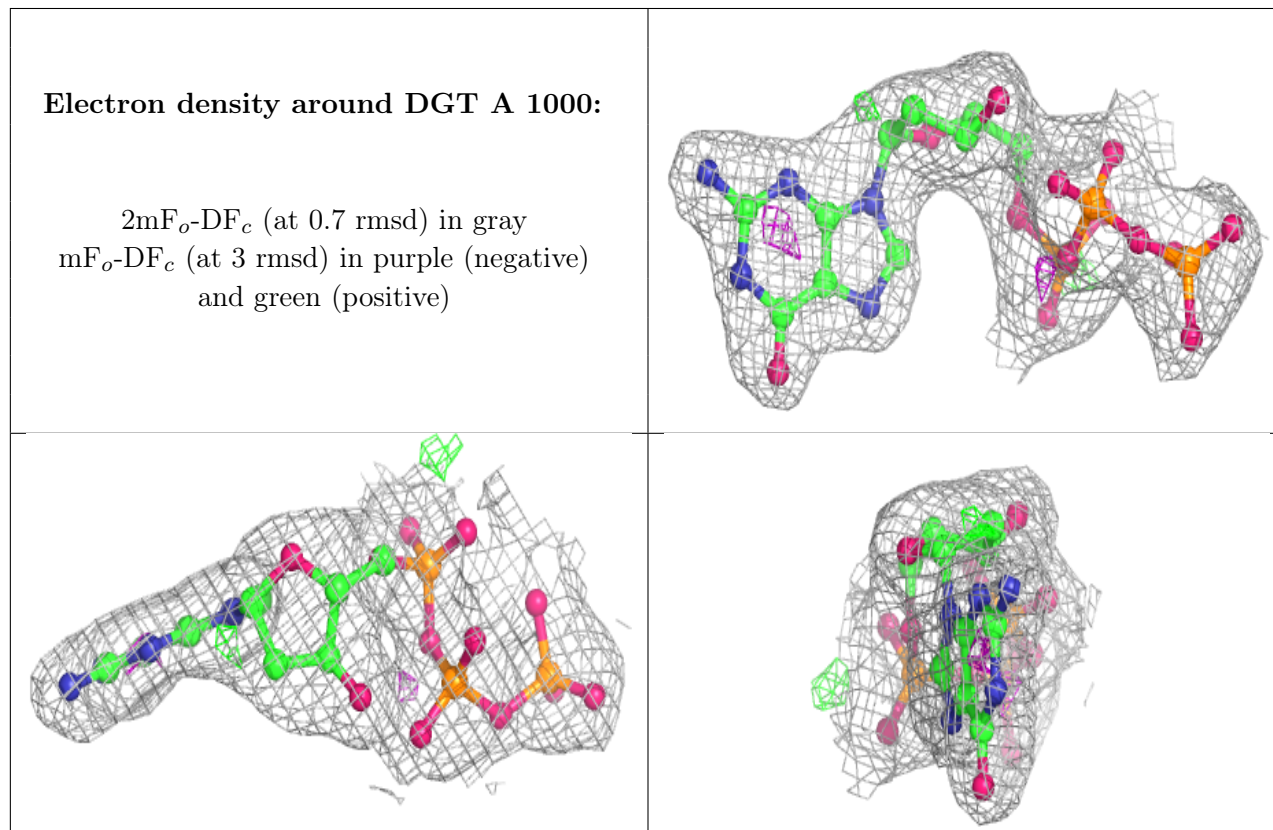 Electron density around DGT A 1000:
2mFo-DFc (at 0.7 rmsd) in gray
mFo-DFc (at 3 rmsd) in purple (negative)
and green (positive)